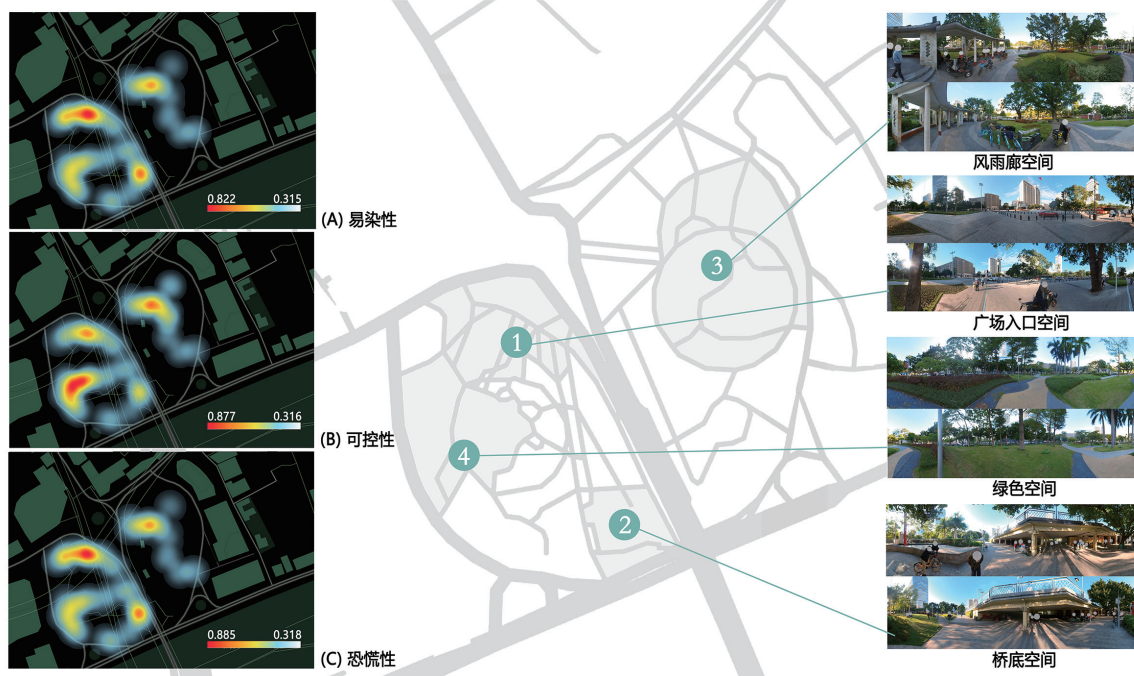 0.822 0.315
(A) 易染性
0.877 0.316
(B) 可控性
0.885 0.318
(C) 恐慌性
3
1
4
2
风雨廊空间
广场入口空间
绿色空间
桥底空间